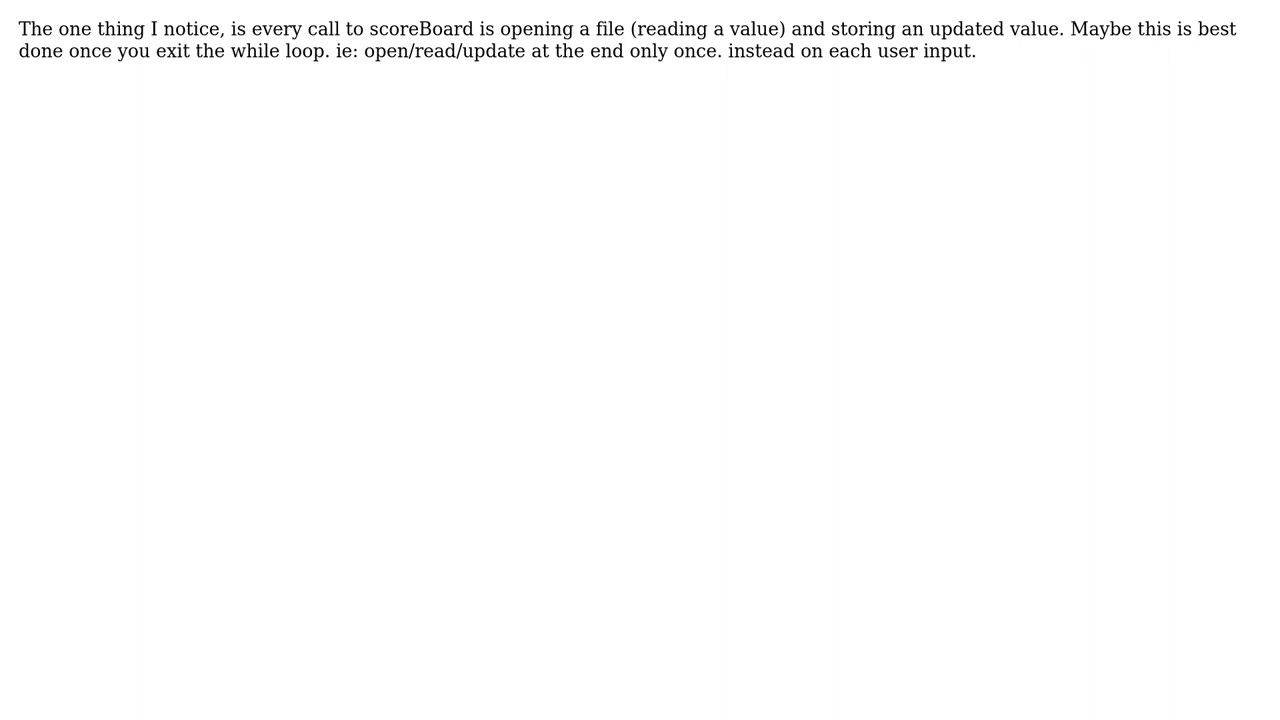 The one thing I notice, is every call to scoreBoard is opening a file (reading a value) and storing an updated value. Maybe this is best
done once you exit the while loop. ie: open/read/update at the end only once. instead on each user input.